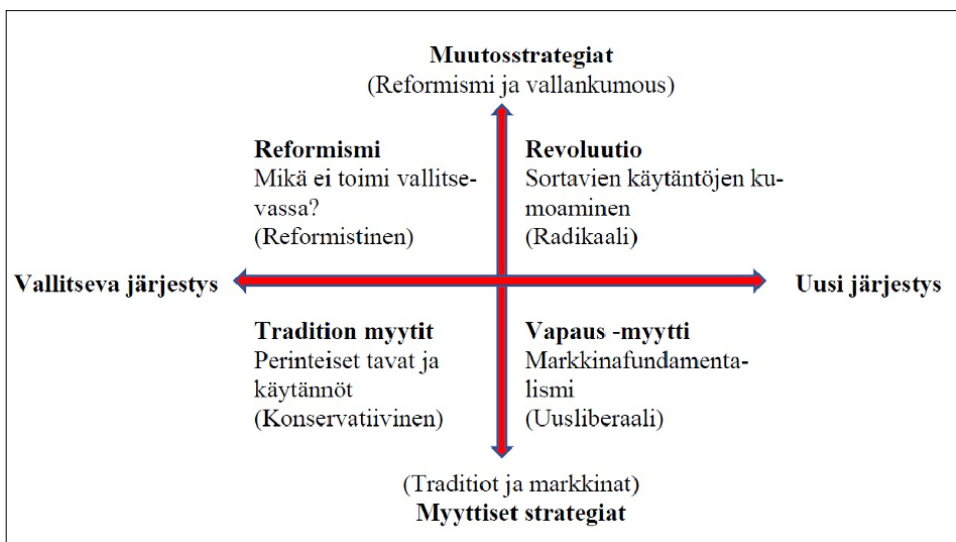 Muutosstrategiat
(Reformismi ja vallankumous)
Reformismi
Mikä ei toimi vallitse-
vassa?
(Reformistinen)
Revoluutio
Sortavien käytäntöjen ku-
moaminen
(Radikaali)
Vallitseva järjestys
Uusi järjestys
Tradition myytit
Perinteiset tavat ja
käytännöt
(Konservatiivinen)
Vapaus -myytti
Markkinafundamenta-
lismi
(Uusliberaali)
(Traditiot ja markkinat)
Myyttiset strategiat